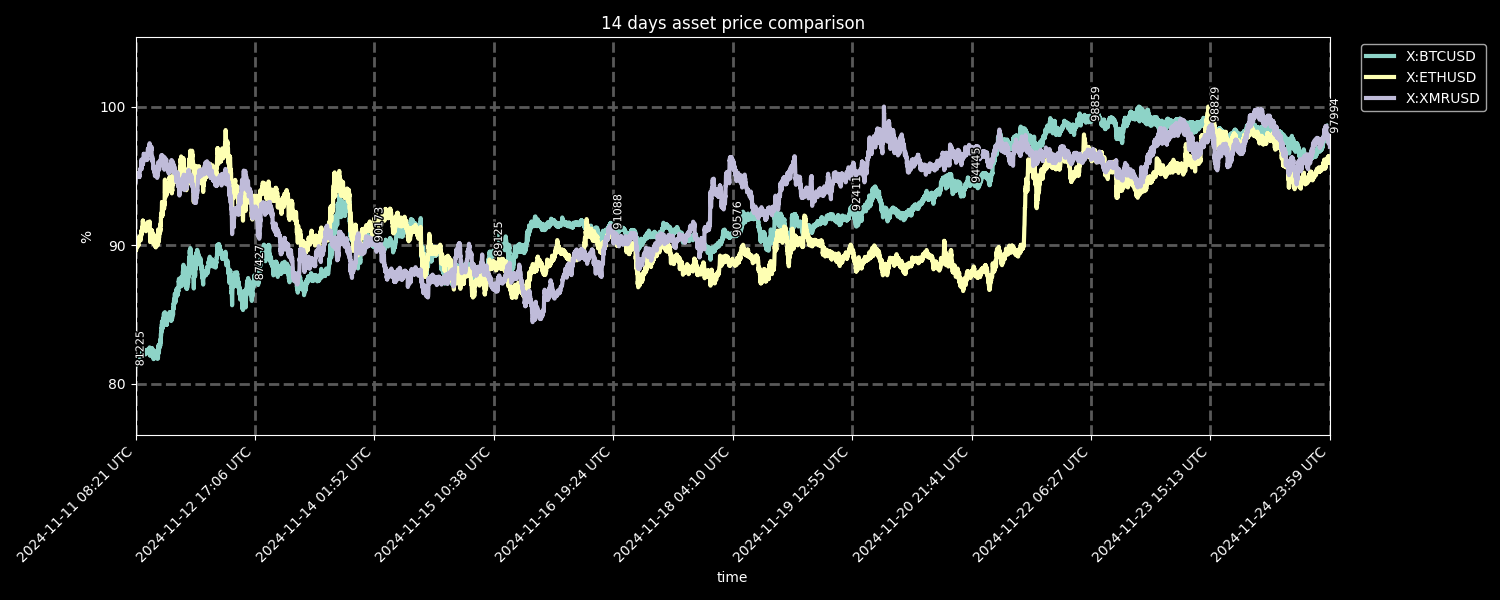 14 days asset price comparison
X:BTCUSD
X:ETHUSD
X:XMRUSD
100
90
80
%
81225
87427
90173
89125
91088
90576
92411
94445
98859
98829
97994
2024-11-11 08:21 UTC
2024-11-12 17:06 UTC
2024-11-14 01:52 UTC
2024-11-15 10:38 UTC
2024-11-16 19:24 UTC
2024-11-18 04:10 UTC
2024-11-19 12:55 UTC
2024-11-20 21:41 UTC
2024-11-22 06:27 UTC
2024-11-23 15:13 UTC
2024-11-24 23:59 UTC
time